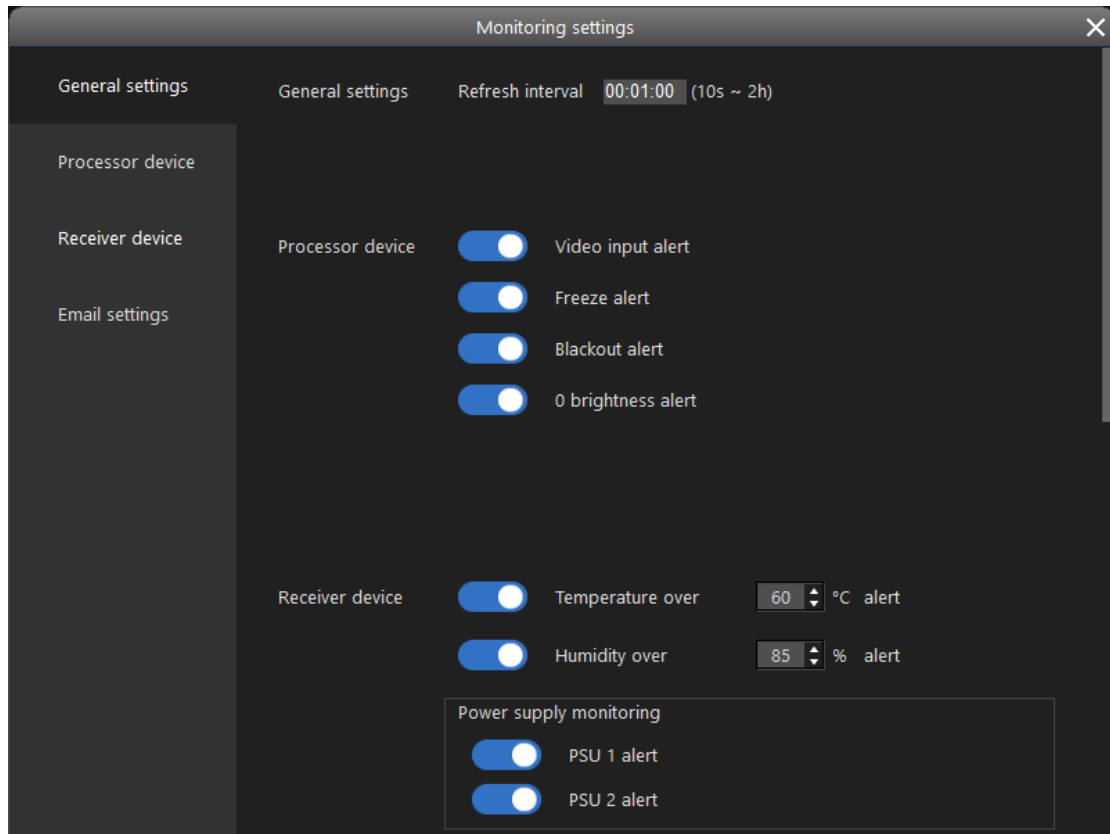 Monitoring settings
General settings
Processor device
Receiver device
Email settings
General settings Refresh interval 00:01:00 (10s ~ 2h)
Processor device Video input alert
Freeze alert
Blackout alert
0 brightness alert
Receiver device Temperature over 60 °C alert
Humidity over 85 % alert
Power supply monitoring
PSU 1 alert
PSU 2 alert